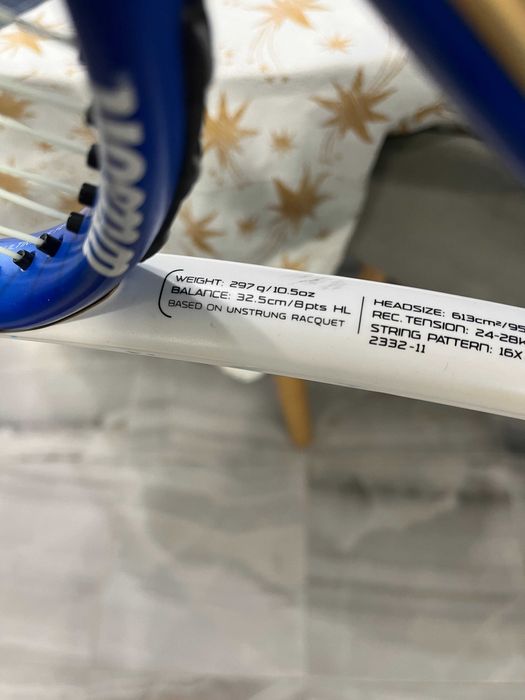 Wilson
WEIGHT: 297g/10.5oz
BALANCE: 32.5cm/8pts HL
BASED ON UNSTRUNG RACQUET
HEADSIZE: 613cm²/95
REC. TENSION: 24-28K
STRING PATTERN: 16X
2332-11